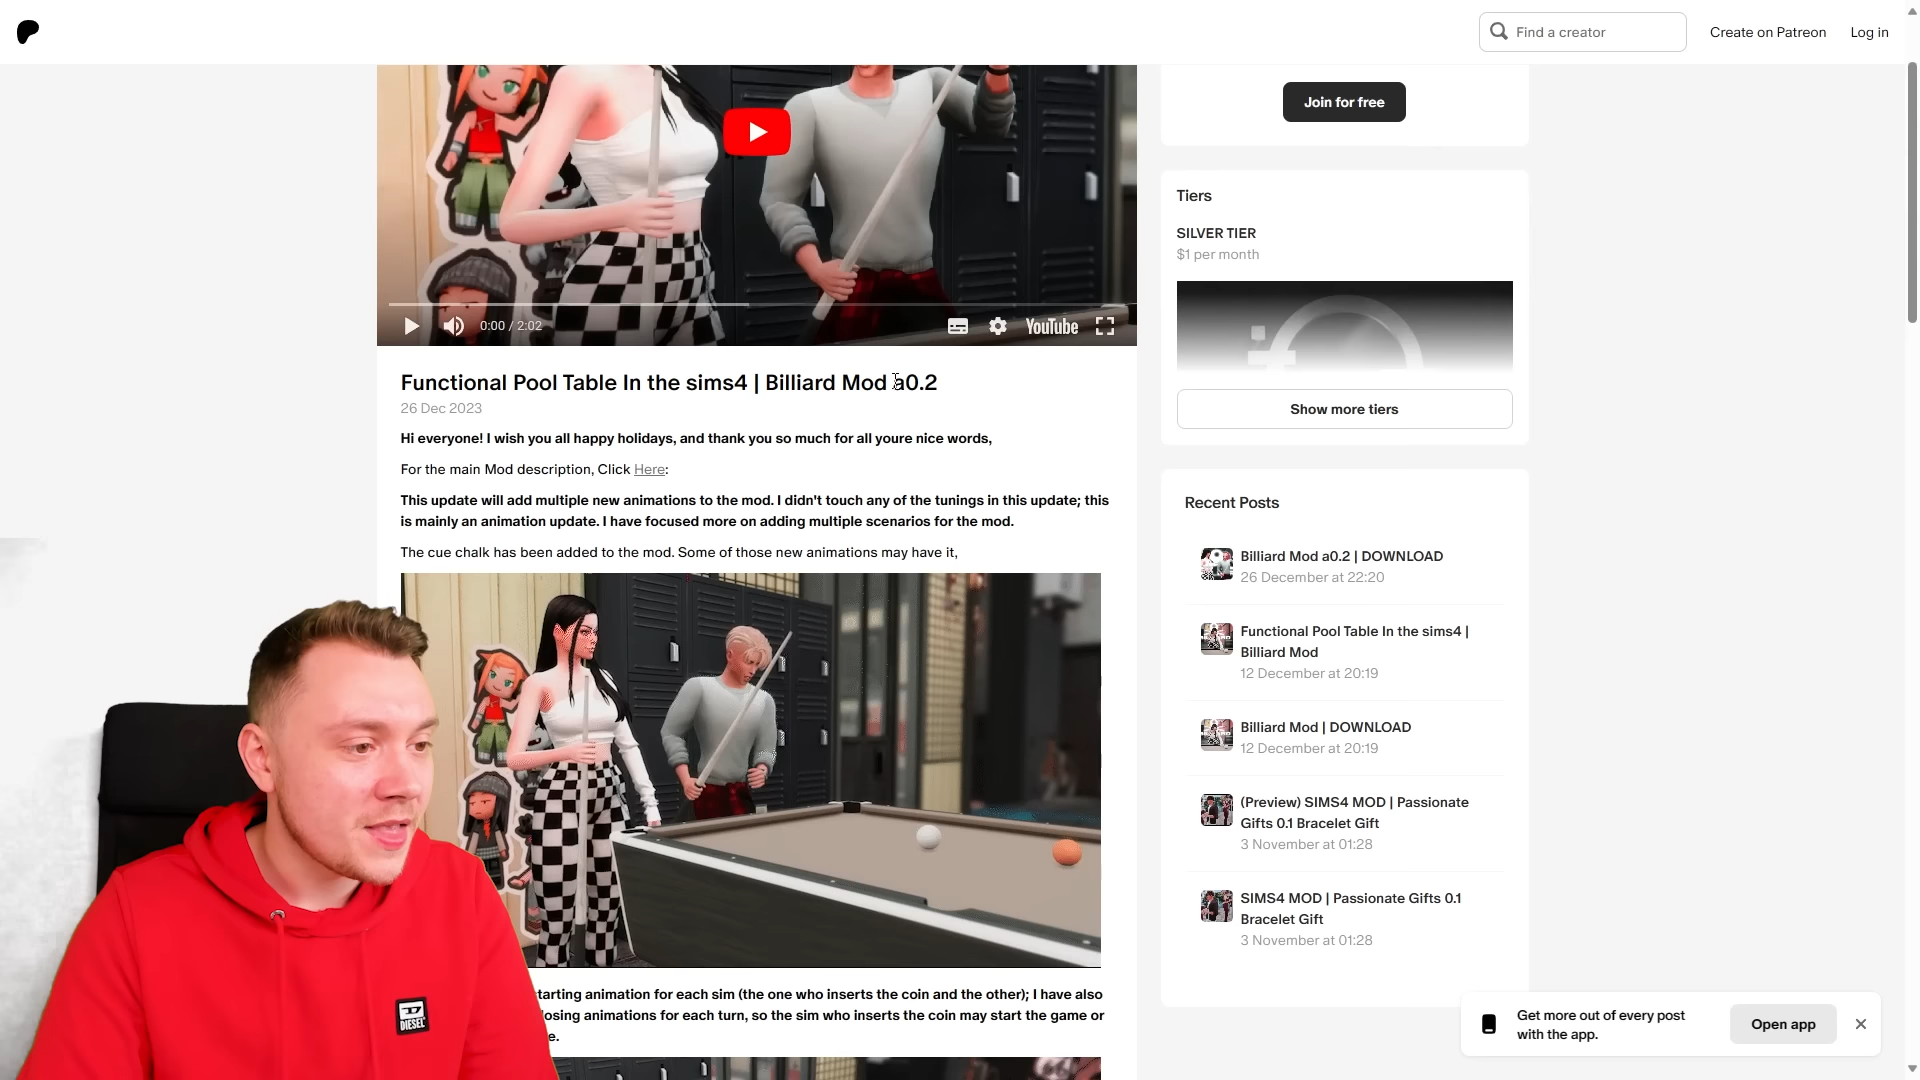 Find a creator
Create on Patreon
Log in
Join for free
Tiers
SILVER TIER
$1 per month
Show more tiers
0:00 / 2:02
YouTube
Functional Pool Table In the sims4 | Billiard Mod a0.2
26 Dec 2023
Hi everyone! I wish you all happy holidays, and thank you so much for all youre nice words,
For the main Mod description, Click Here:
This update will add multiple new animations to the mod. I didn't touch any of the tunings in this update; this
is mainly an animation update. I have focused more on adding multiple scenarios for the mod.
The cue chalk has been added to the mod. Some of those new animations may have it,
tarting animation for each sim (the one who inserts the coin and the other); I have also
losing animations for each turn, so the sim who inserts the coin may start the game or
e.
DIESEL
Recent Posts
Billiard Mod a0.2 | DOWNLOAD
26 December at 22:20
Functional Pool Table In the sims4 |
Billiard Mod
12 December at 20:19
Billiard Mod | DOWNLOAD
12 December at 20:19
(Preview) SIMS4 MOD | Passionate
Gifts 0.1 Bracelet Gift
3 November at 01:28
SIMS4 MOD | Passionate Gifts 0.1
Bracelet Gift
3 November at 01:28
Get more out of every post
with the app.
Open app